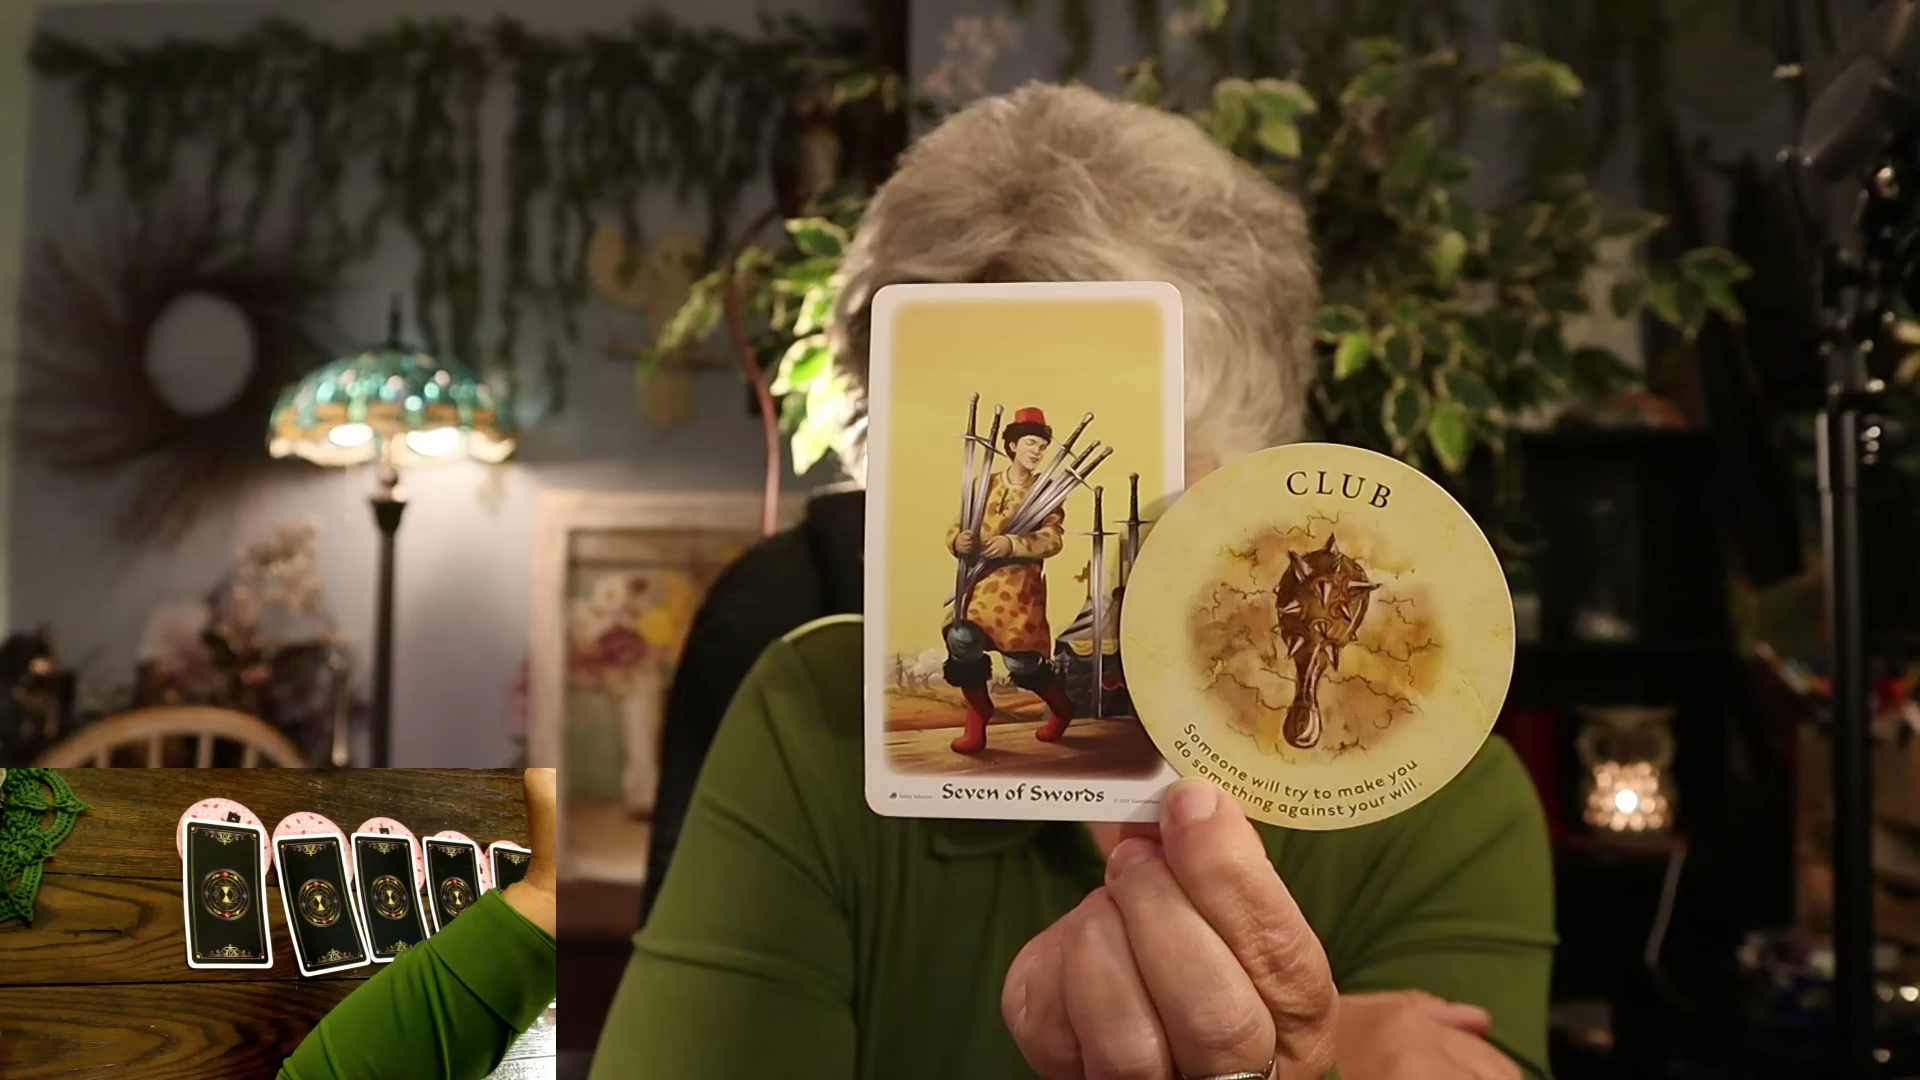 CLUB
Someone will try to make you
do something against your will.
Seven of Swords